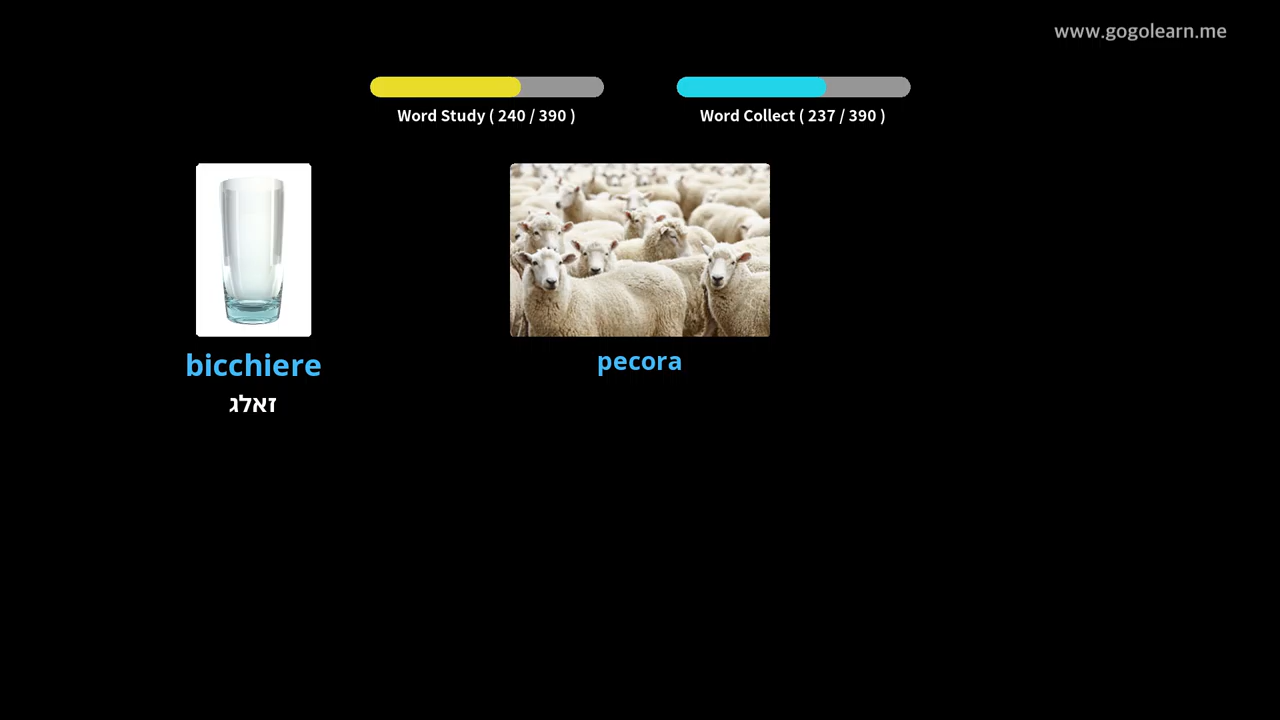 www.gogolearn.me
Word Study ( 240 / 390 )
Word Collect ( 237 / 390 )
bicchiere
זאלג
pecora